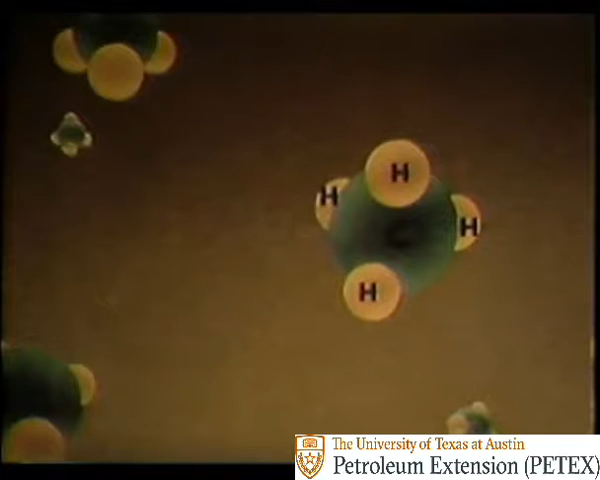 H
H
H
C
H
The University of Texas at Austin
Petroleum Extension (PETEX)